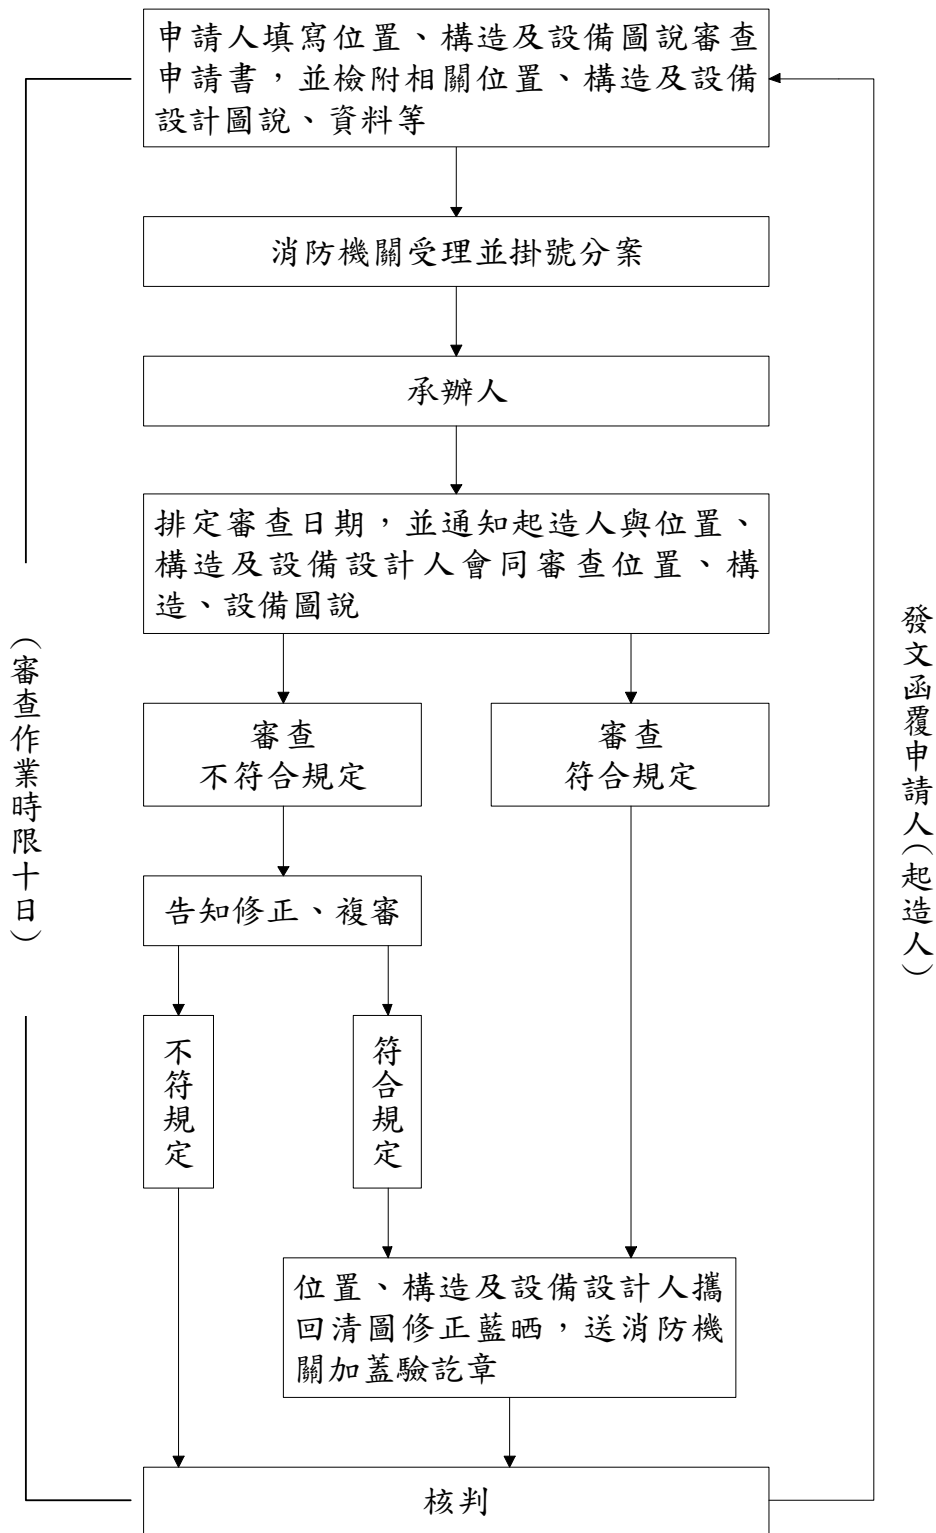 申請人填寫位置、構造及設備圖說審查
申請書，並檢附相關位置、構造及設備
設計圖說、資料等
消防機關受理並掛號分案
承辦人
排定審查日期，並通知起造人與位置、
構造及設備設計人會同審查位置、構
造、設備圖說
審查
不符合規定
審查
符合規定
告知修正、複審
不符規定
符合規定
位置、構造及設備設計人攜
回清圖修正藍晒，送消防機
關加蓋驗訖章
核判
（審查作業時限十日）
發文函覆申請人（起造人）